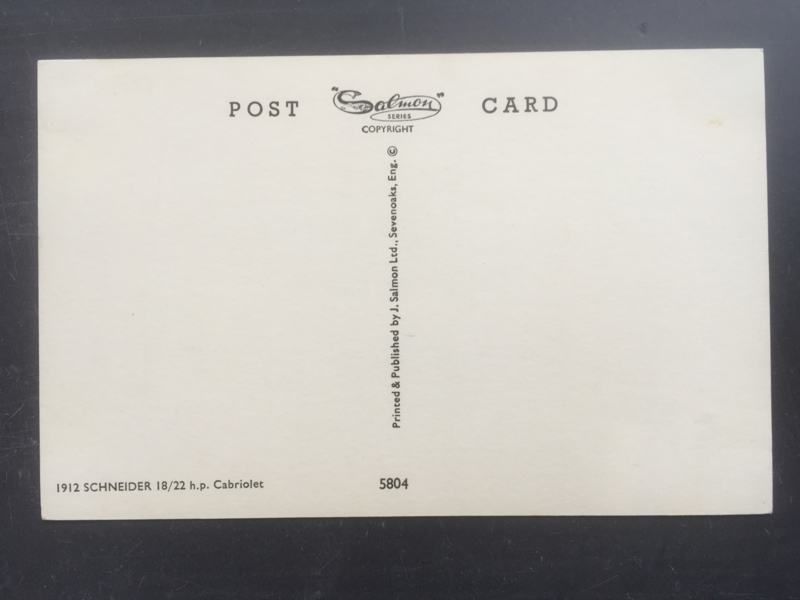 POST "Salmon" CARD
SERIES
COPYRIGHT
Printed & Published by J. Salmon Ltd., Sevenoaks, Eng. ©
1912 SCHNEIDER 18/22 h.p. Cabriolet 5804